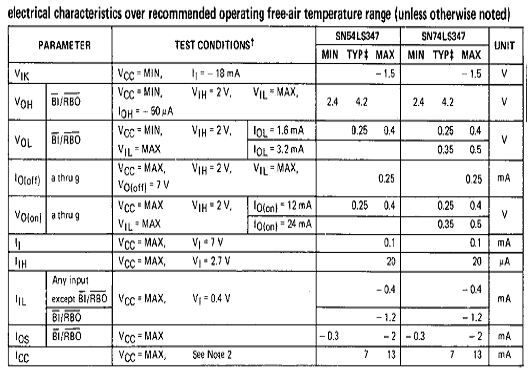 electrical characteristics over recommended operating free-air temperature range (unless otherwise noted)
PARAMETER TEST CONDITIONS† SN54LS347 SN74LS347 UNIT
MIN TYP‡ MAX MIN TYP‡ MAX
VIK VCC = MIN, II = – 18 mA – 1.5 – 1.5 V
VOH BI/RBO VCC = MIN, VIH = 2 V, VIL = MAX, IOH = – 50 µA 2.4 4.2 2.4 4.2 V
VOL BI/RBO VCC = MIN, VIH = 2 V, IOL = 1.6 mA 0.25 0.4 0.25 0.4 V
VIL = MAX IOL = 3.2 mA 0.35 0.5
IO(off) a thru g VCC = MAX, VIH = 2 V, VIL = MAX, VO(off) = 7 V 0.25 0.25 mA
VO(on) a thru g VCC = MAX VIH = 2 V, IO(on) = 12 mA 0.25 0.4 0.25 0.4 V
VIL = MAX IO(on) = 24 mA 0.35 0.5
II VCC = MAX, VI = 7 V 0.1 0.1 mA
IIH VCC = MAX, VI = 2.7 V 20 20 µA
IIL Any input except BI/RBO VCC = MAX, VI = 0.4 V – 0.4 – 0.4 mA
BI/RBO – 1.2 – 1.2
IOS BI/RBO VCC = MAX – 0.3 – 2 – 0.3 – 2 mA
ICC VCC = MAX, See Note 2 7 13 7 13 mA